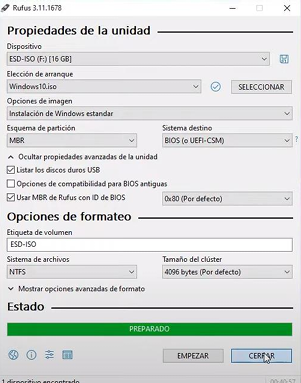 Rufus 3.11.1678
Propiedades de la unidad
Dispositivo
ESD-ISO (F:) [16 GB]
Elección de arranque
Windows10.iso
SELECCIONAR
Opciones de imagen
Instalación de Windows estandar
Esquema de partición
Sistema destino
MBR
BIOS (o UEFI-CSM)
?
Ocultar propiedades avanzadas de la unidad
Listar los discos duros USB
Opciones de compatibilidad para BIOS antiguas
Usar MBR de Rufus con ID de BIOS
0x80 (Por defecto)
Opciones de formateo
Etiqueta de volumen
ESD-ISO
Sistema de archivos
Tamaño del clúster
NTFS
4096 bytes (Por defecto)
Mostrar opciones avanzadas de formato
Estado
PREPARADO
EMPEZAR
CERRAR
1 dispositivo encontrado